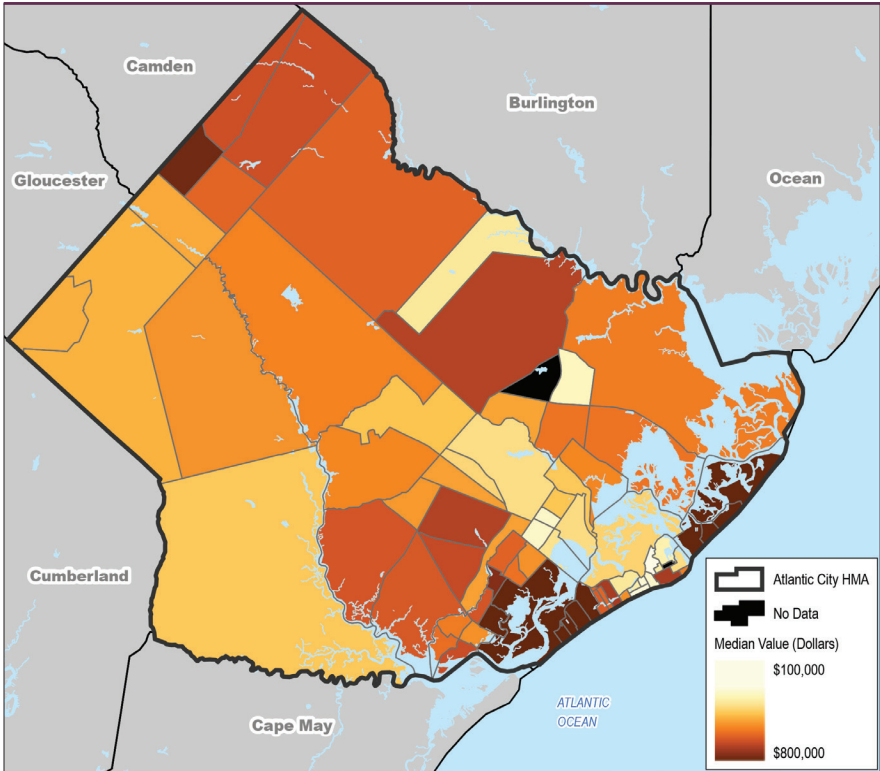 Camden
Burlington
Gloucester
Ocean
Cumberland
Cape May
ATLANTIC
OCEAN
Atlantic City HMA
No Data
Median Value (Dollars)
$100,000
$800,000